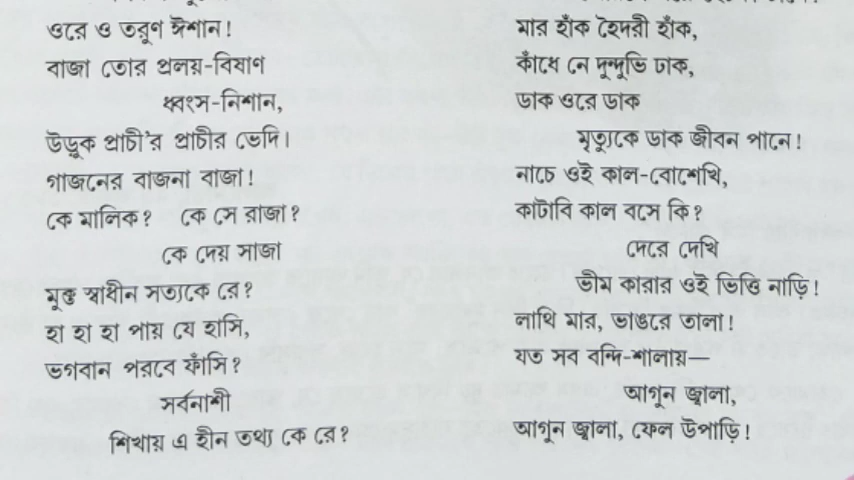 ওরে ও তরুণ ঈশান!
বাজা তোর প্রলয়-বিষাণ
ধ্বংস-নিশান,
উড়ুক প্রাচী'র প্রাচীর ভেদি।
গাজনের বাজনা বাজা!
কে মালিক? কে সে রাজা?
কে দেয় সাজা
মুক্ত স্বাধীন সত্যকে রে?
হা হা হা পায় যে হাসি,
ভগবান পরবে ফাঁসি?
সর্বনাশী
শিখায় এ হীন তথ্য কে রে?
মার হাঁক হৈদরী হাঁক,
কাঁধে নে দুন্দুভি ঢাক,
ডাক ওরে ডাক
মৃত্যুকে ডাক জীবন পানে!
নাচে ওই কাল-বোশেখি,
কাটাবি কাল বসে কি?
দেরে দেখি
ভীম কারার ওই ভিত্তি নাড়ি!
লাথি মার, ভাঙরে তালা!
যত সব বন্দি-শালায়—
আগুন জ্বালা,
আগুন জ্বালা, ফেল উপাড়ি!